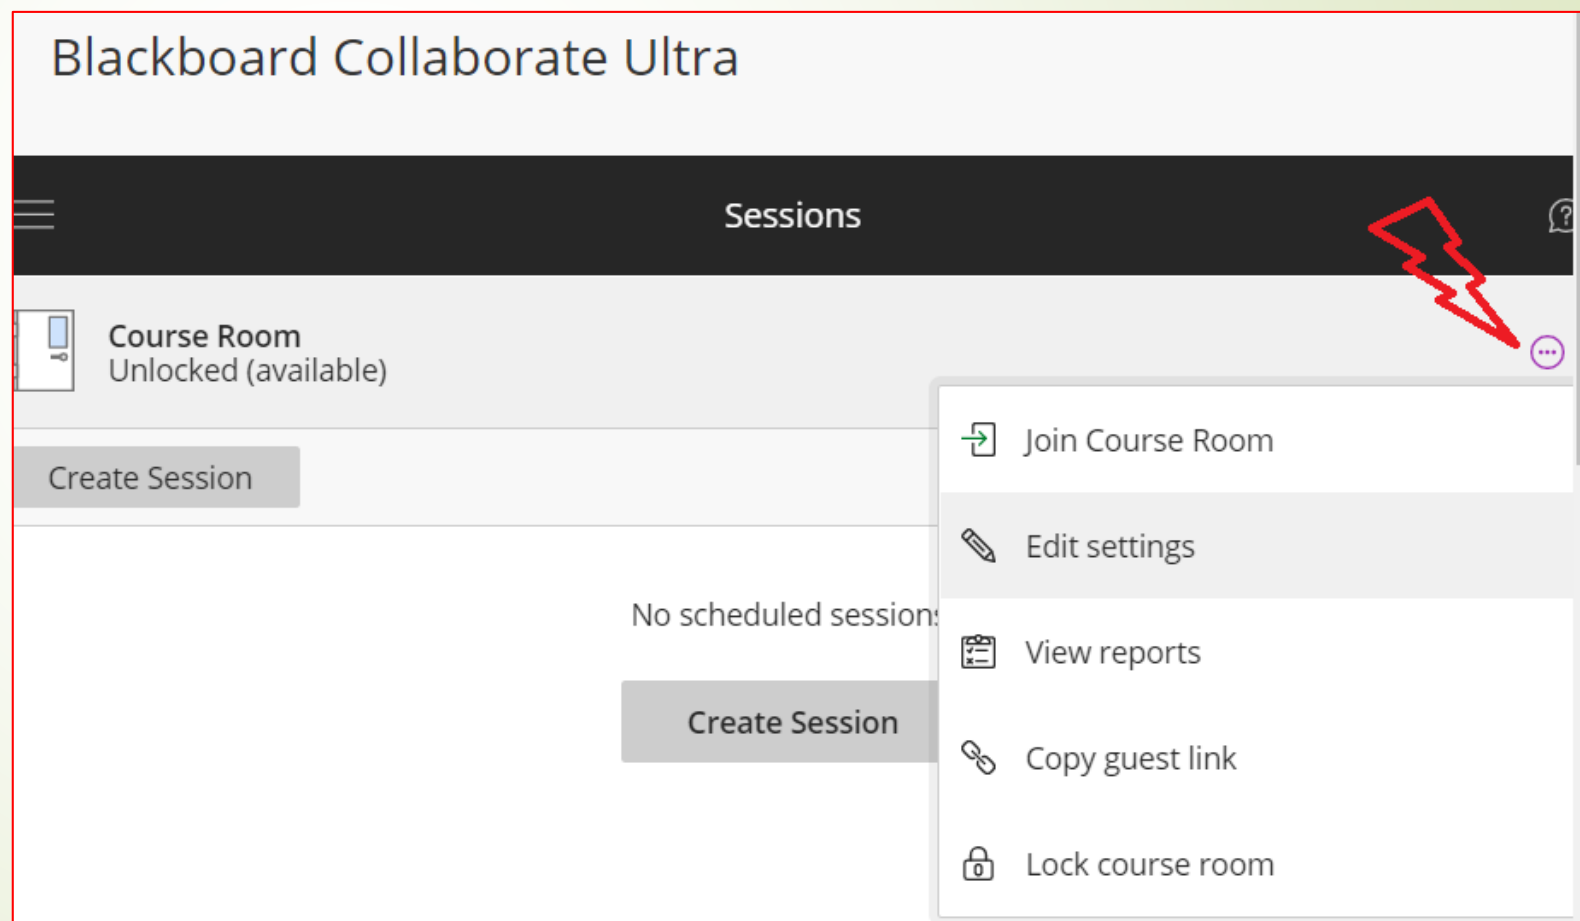 Blackboard Collaborate Ultra
Sessions
Course Room
Unlocked (available)
Create Session
No scheduled sessions
Create Session
Join Course Room
Edit settings
View reports
Copy guest link
Lock course room